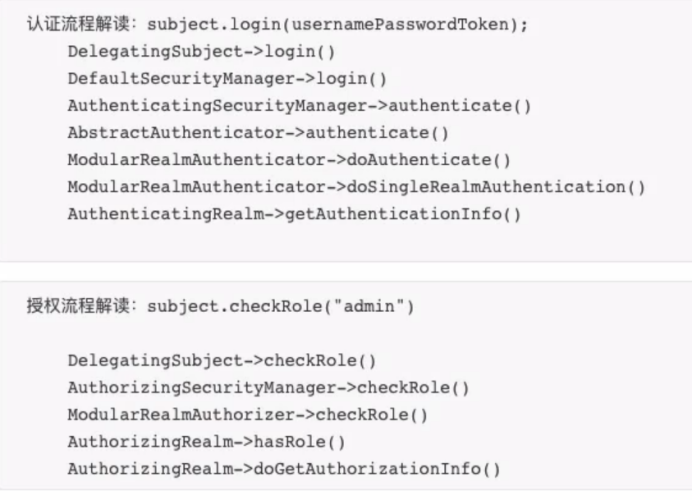 认证流程解读：subject.login(usernamePasswordToken);
DelegatingSubject->login()
DefaultSecurityManager->login()
AuthenticatingSecurityManager->authenticate()
AbstractAuthenticator->authenticate()
ModularRealmAuthenticator->doAuthenticate()
ModularRealmAuthenticator->doSingleRealmAuthentication()
AuthenticatingRealm->getAuthenticationInfo()
授权流程解读：subject.checkRole("admin")
DelegatingSubject->checkRole()
AuthorizingSecurityManager->checkRole()
ModularRealmAuthorizer->checkRole()
AuthorizingRealm->hasRole()
AuthorizingRealm->doGetAuthorizationInfo()